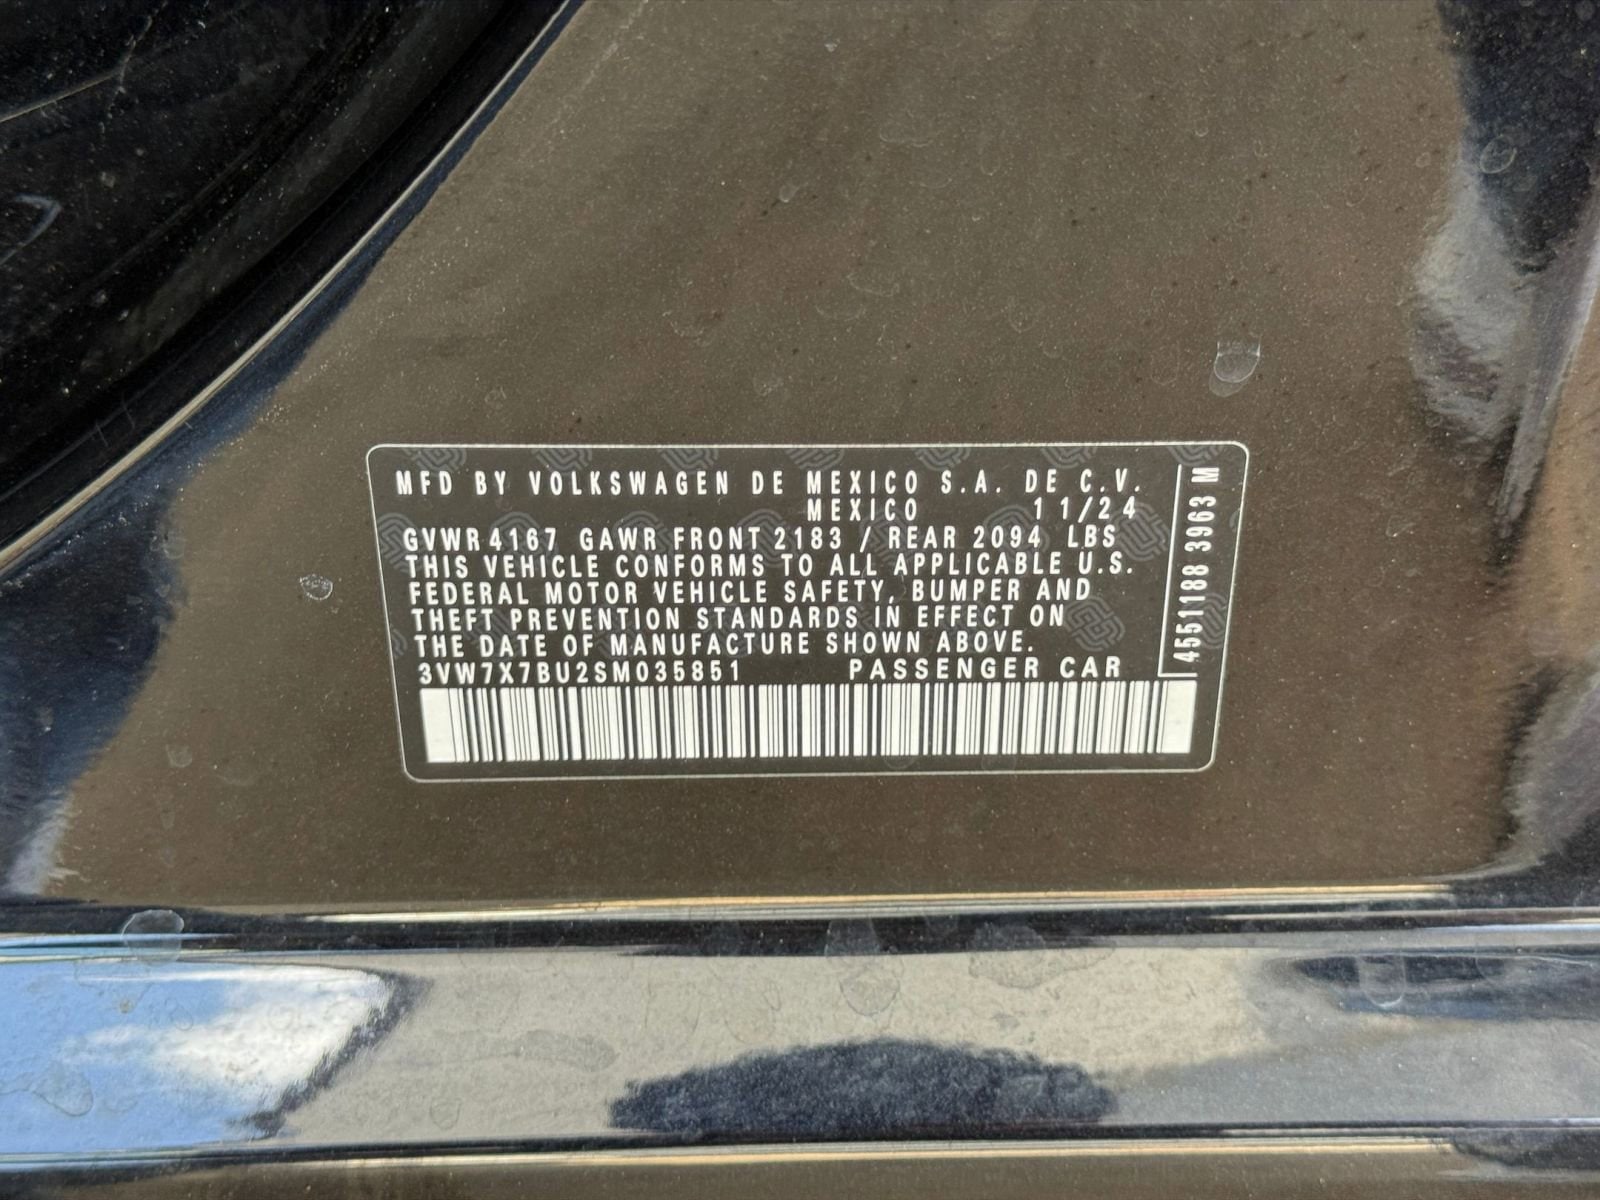 MFD BY VOLKSWAGEN DE MEXICO S.A. DE C.V.
MEXICO 11/24
GVWR 4167 GAWR FRONT 2183 / REAR 2094 LBS
THIS VEHICLE CONFORMS TO ALL APPLICABLE U.S.
FEDERAL MOTOR VEHICLE SAFETY, BUMPER AND
THEFT PREVENTION STANDARDS IN EFFECT ON
THE DATE OF MANUFACTURE SHOWN ABOVE.
3VW7X7BU2SM035851 PASSENGER CAR
4551188 3963 M